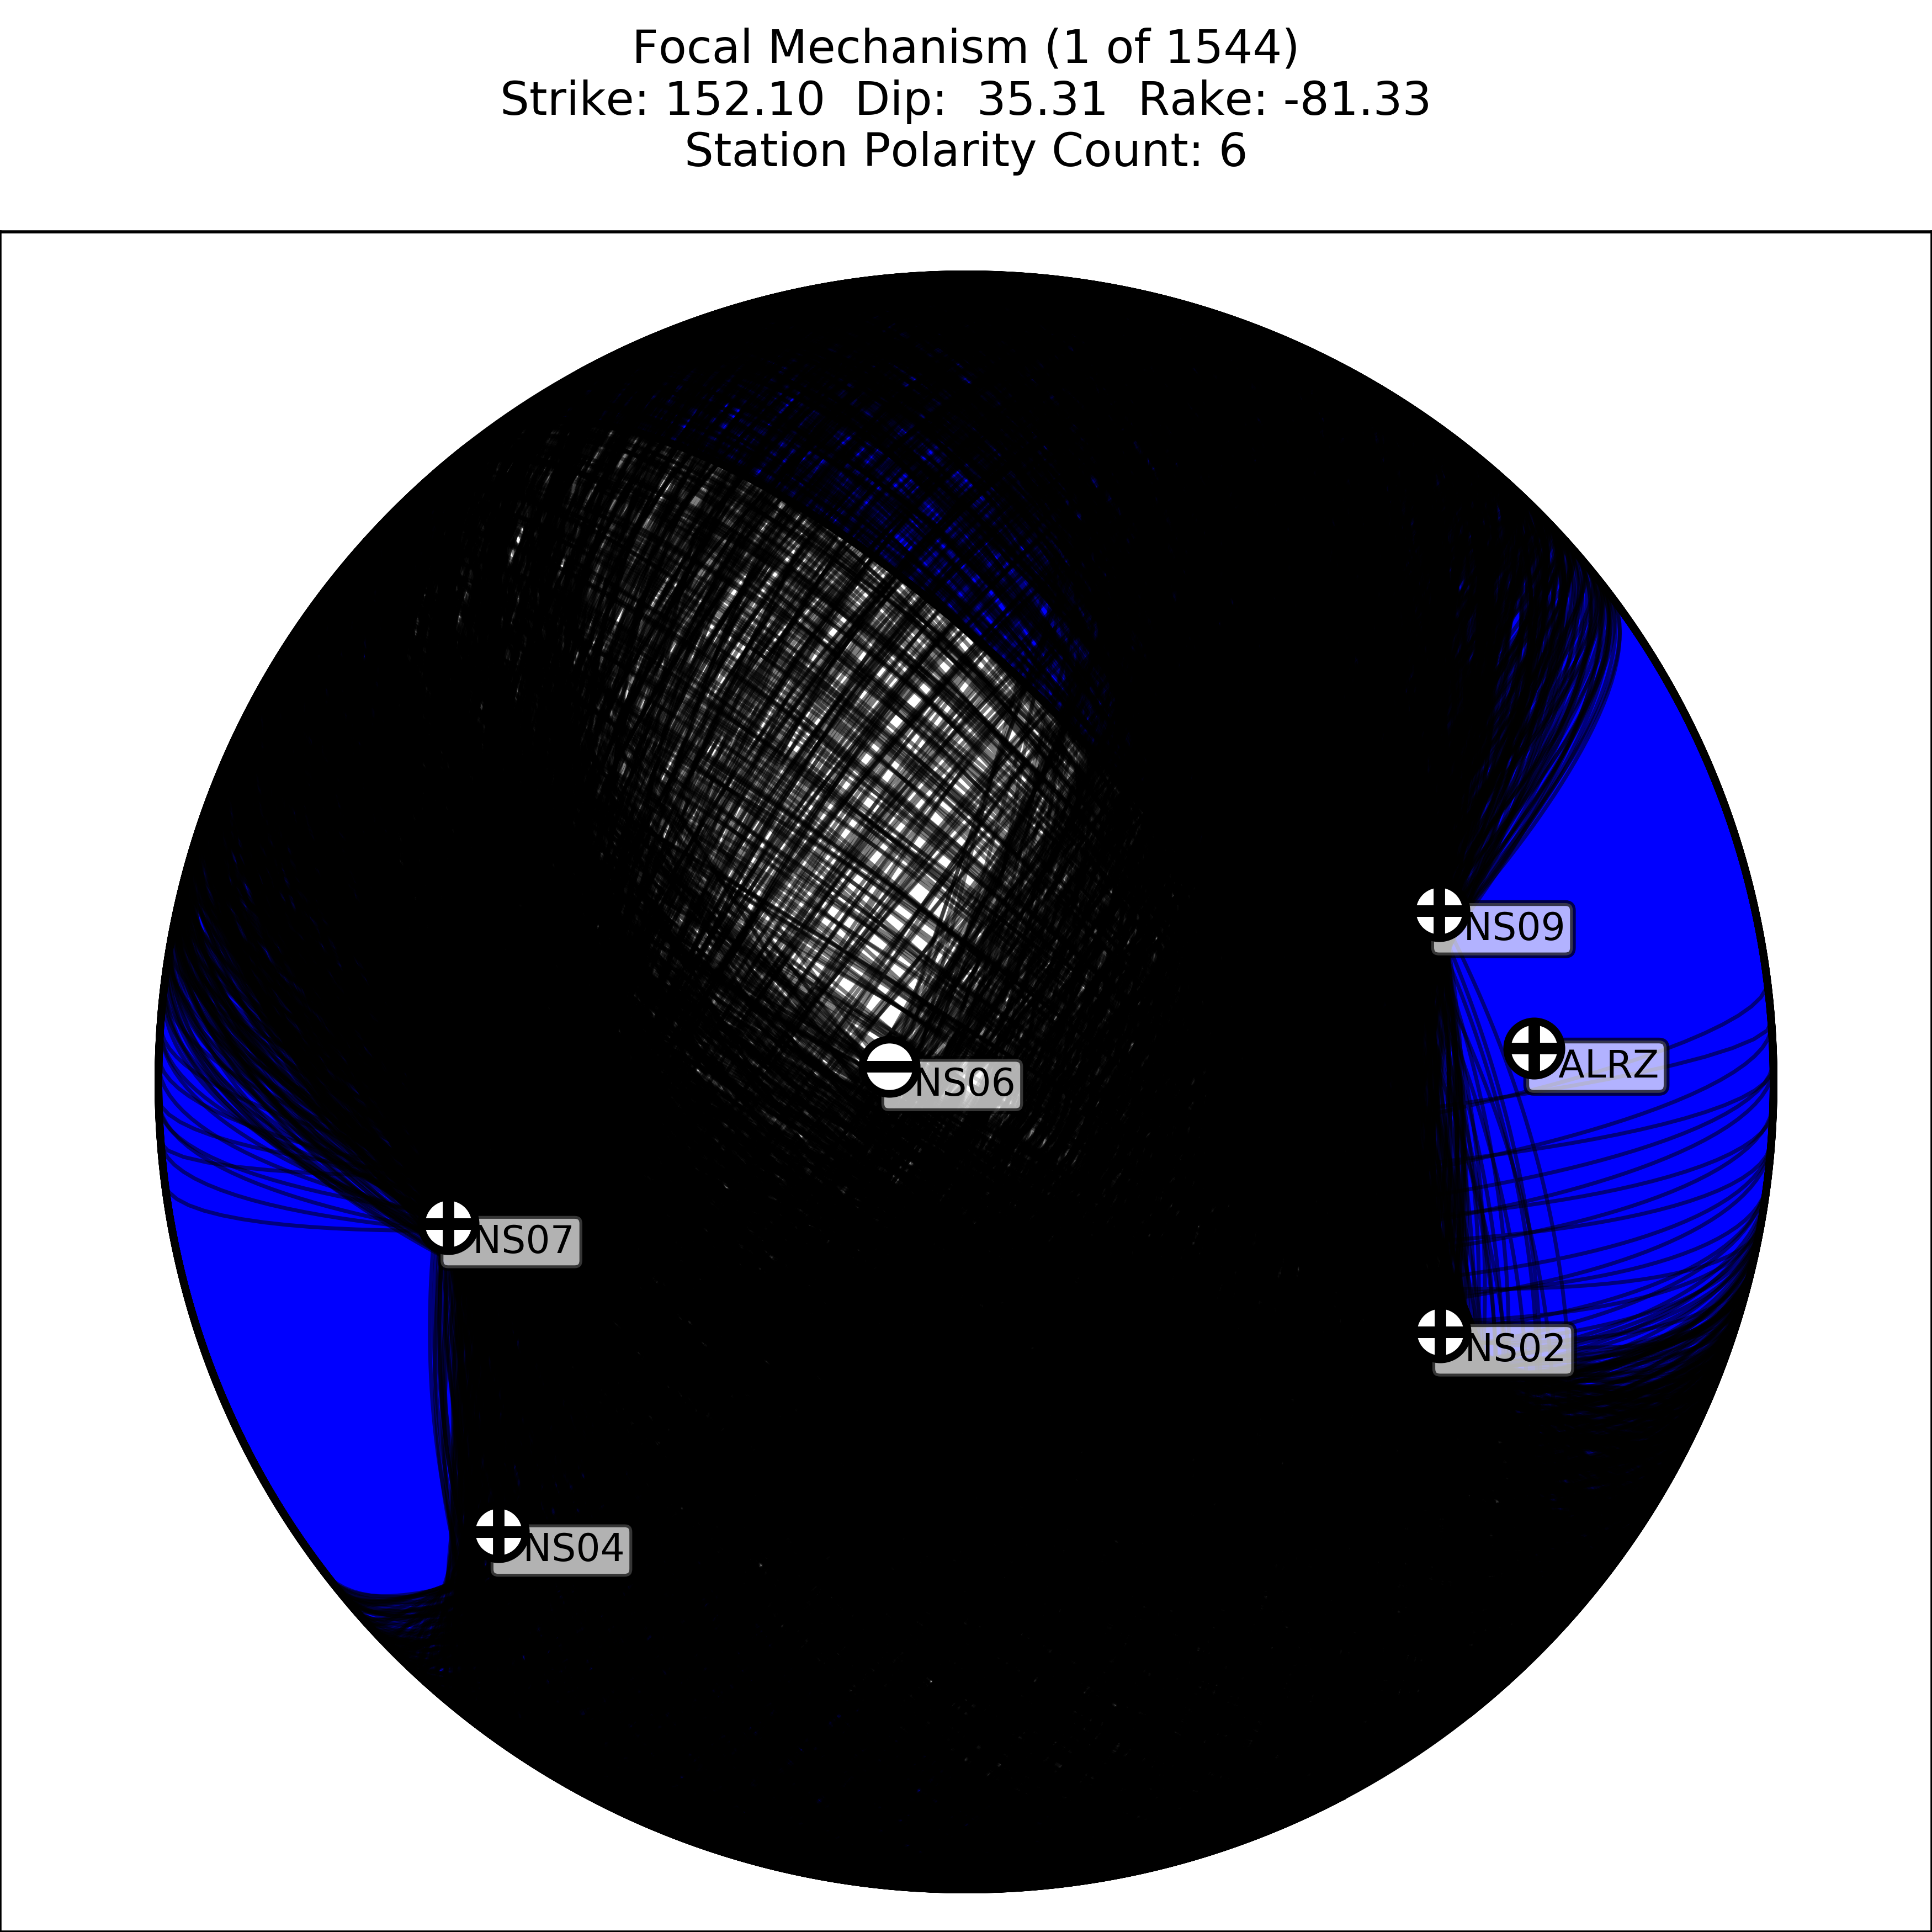 Focal Mechanism (1 of 1544)
Strike: 152.10  Dip:  35.31  Rake: -81.33
Station Polarity Count: 6
NS09
ALRZ
NS06
NS07
NS02
NS04